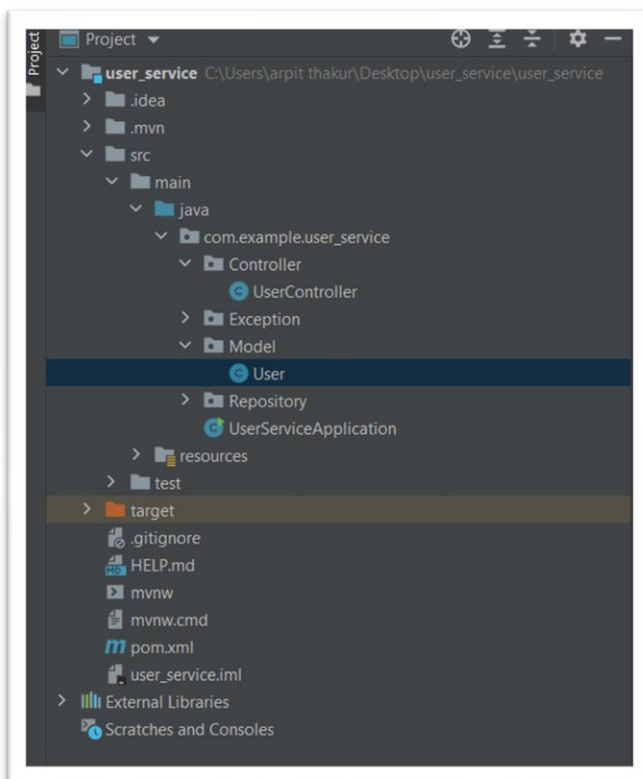 Project
Project
user_service C:\Users\arpit thakur\Desktop\user_service\user_service
.idea
.mvn
src
main
java
com.example.user_service
Controller
C UserController
Exception
Model
C User
Repository
C UserServiceApplication
resources
test
target
.gitignore
MD HELP.md
mvnw
mvnw.cmd
m pom.xml
user_service.iml
External Libraries
Scratches and Consoles